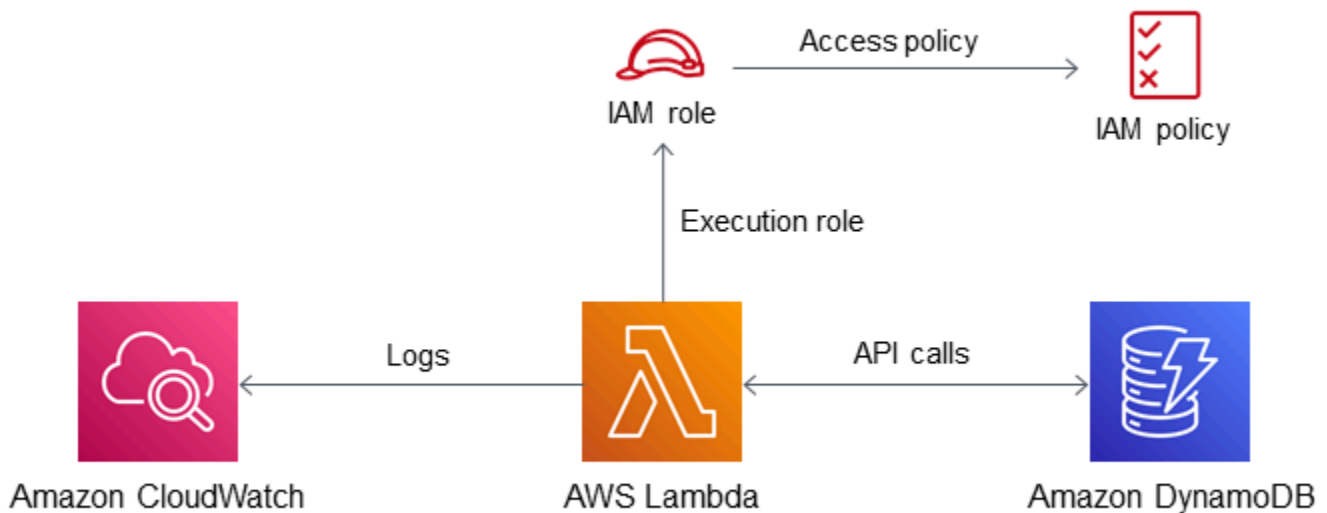 Access policy
IAM role
IAM policy
Execution role
Logs
API calls
Amazon CloudWatch
AWS Lambda
Amazon DynamoDB